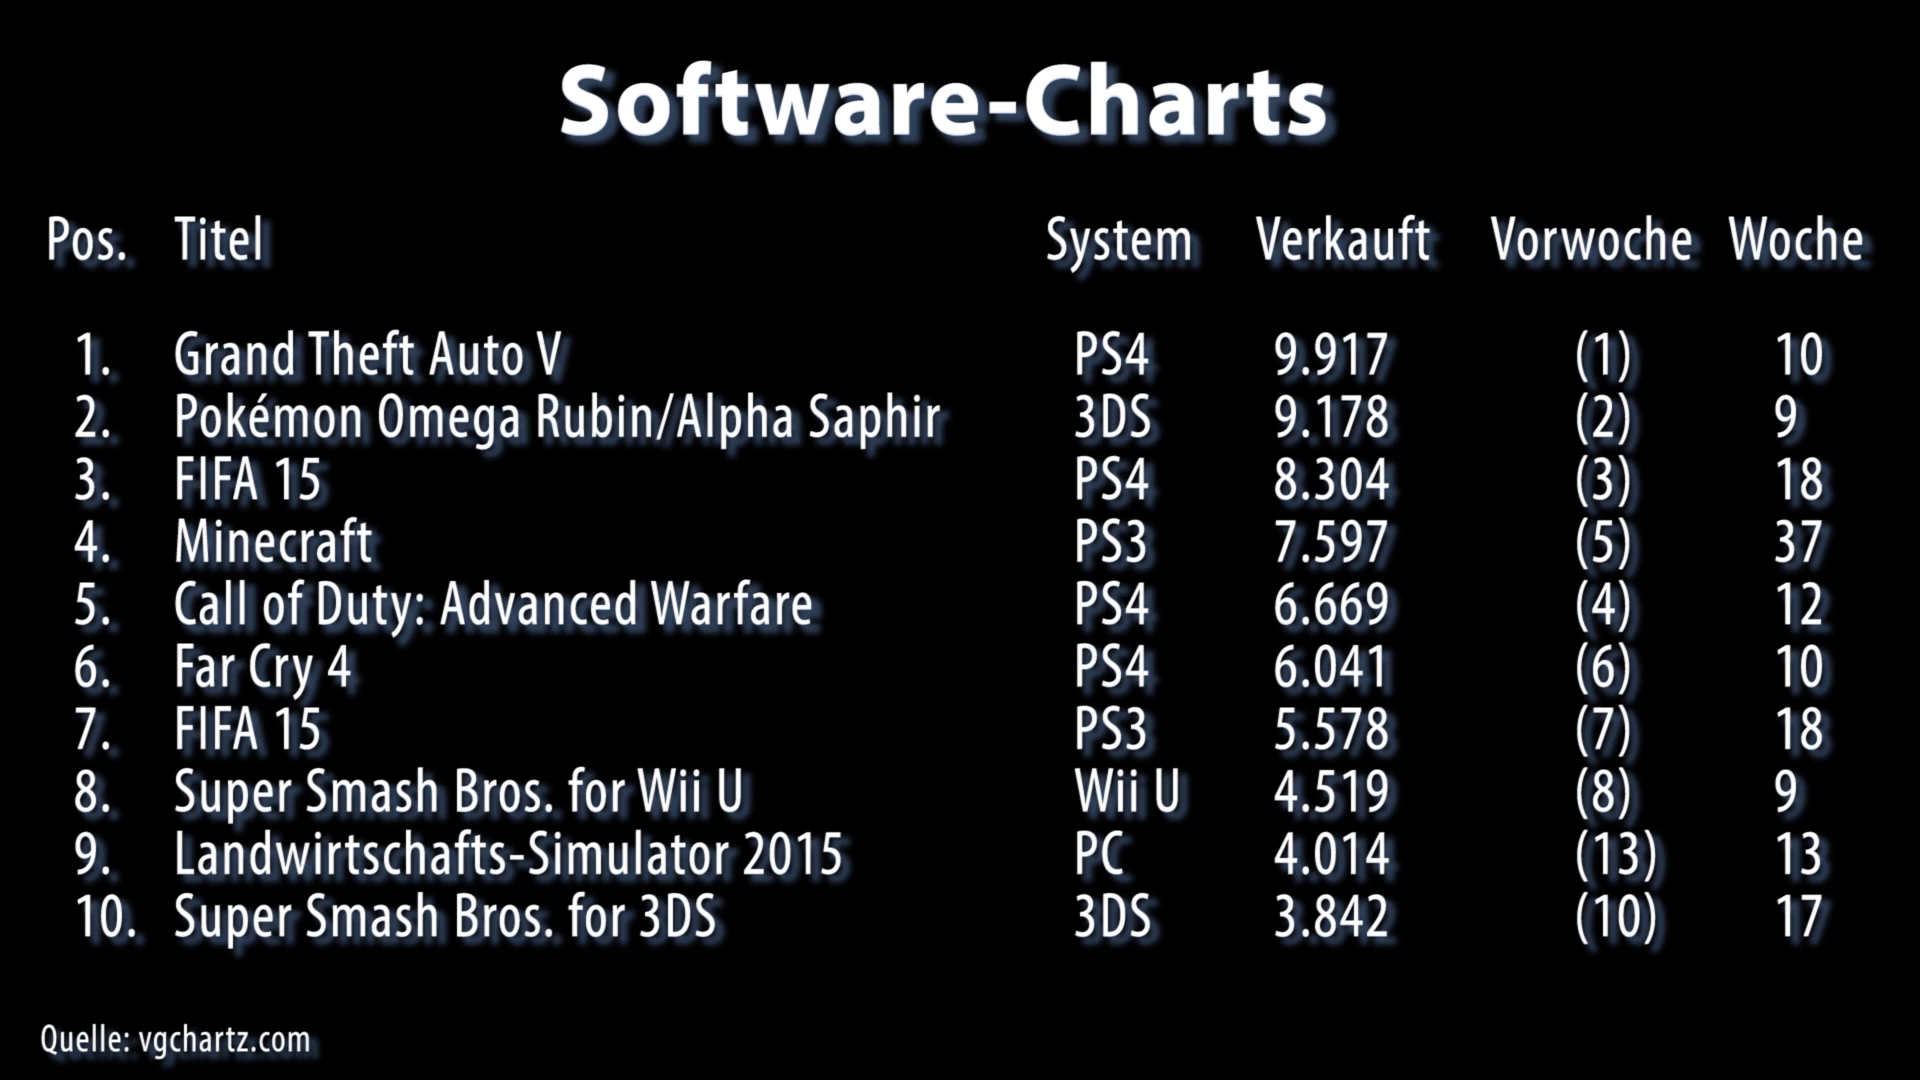 Software-Charts
Pos. Titel System Verkauft Vorwoche Woche
1. Grand Theft Auto V PS4 9.917 (1) 10
2. Pokémon Omega Rubin/Alpha Saphir 3DS 9.178 (2) 9
3. FIFA 15 PS4 8.304 (3) 18
4. Minecraft PS3 7.597 (5) 37
5. Call of Duty: Advanced Warfare PS4 6.669 (4) 12
6. Far Cry 4 PS4 6.041 (6) 10
7. FIFA 15 PS3 5.578 (7) 18
8. Super Smash Bros. for Wii U Wii U 4.519 (8) 9
9. Landwirtschafts-Simulator 2015 PC 4.014 (13) 13
10. Super Smash Bros. for 3DS 3DS 3.842 (10) 17
Quelle: vgchartz.com